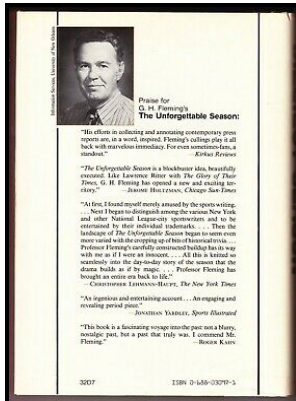 Information Services, University of New Orleans
Praise for
G. H. Fleming's
The Unforgettable Season:
"His efforts in collecting and annotating contemporary press
reports are, in a word, inspired. Fleming's cullings play it all
back with marvelous immediacy. For even sometimes-fans, a
standout." —Kirkus Reviews
"The Unforgettable Season is a blockbuster idea, beautifully
executed. Like Lawrence Ritter with The Glory of Their
Times, G. H. Fleming has opened a new and exciting ter-
ritory." —JEROME HOLTZMAN, Chicago Sun-Times
"At first, I found myself merely amused by the sports writing.
. . . Next I began to distinguish among the various New York
and other National-League-city sportswriters and to be
entertained by their individual trademarks. . . . Then the
landscape of The Unforgettable Season began to seem even
more varied with the cropping up of bits of historical trivia. . . .
Professor Fleming's carefully constructed buildup has its way
with me as if I were an innocent. . . . All this is knitted so
seamlessly into the day-to-day story of the season that the
drama builds as if by magic. . . . Professor Fleming has
brought an entire era back to life."
—CHRISTOPHER LEHMANN-HAUPT, The New York Times
"An ingenious and entertaining account. . . . An engaging and
revealing period piece."
—JONATHAN YARDLEY, Sports Illustrated
"This book is a fascinating voyage into the past: not a blurry,
nostalgic past, but a past that truly was. I commend Mr.
Fleming." —ROGER KAHN
3207
ISBN 0-688-03097-1